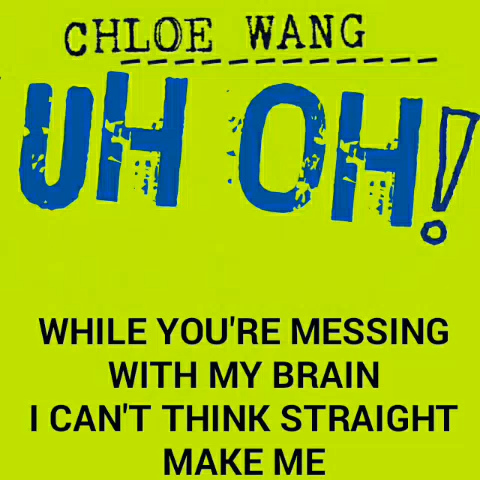 CHLOE WANG
UH OH!
WHILE YOU'RE MESSING
WITH MY BRAIN
I CAN'T THINK STRAIGHT
MAKE ME